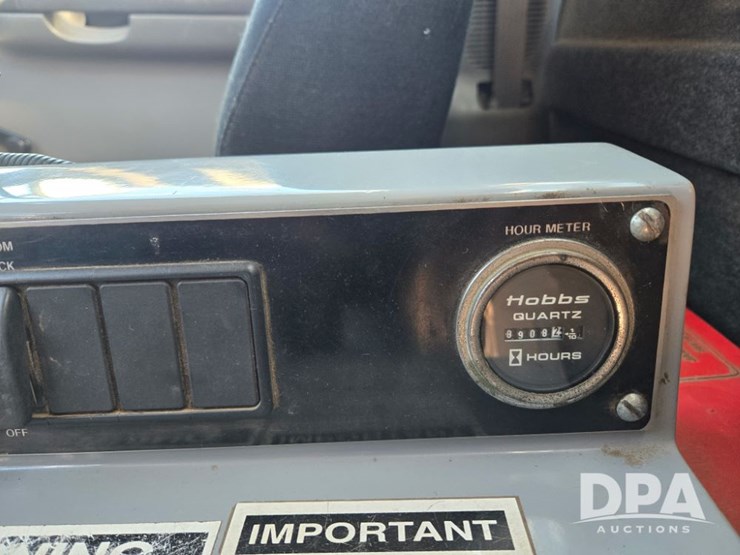 OM
CK
HOUR METER
Hobbs
QUARTZ
HOURS
OFF
IMPORTANT
DPA
AUCTIONS